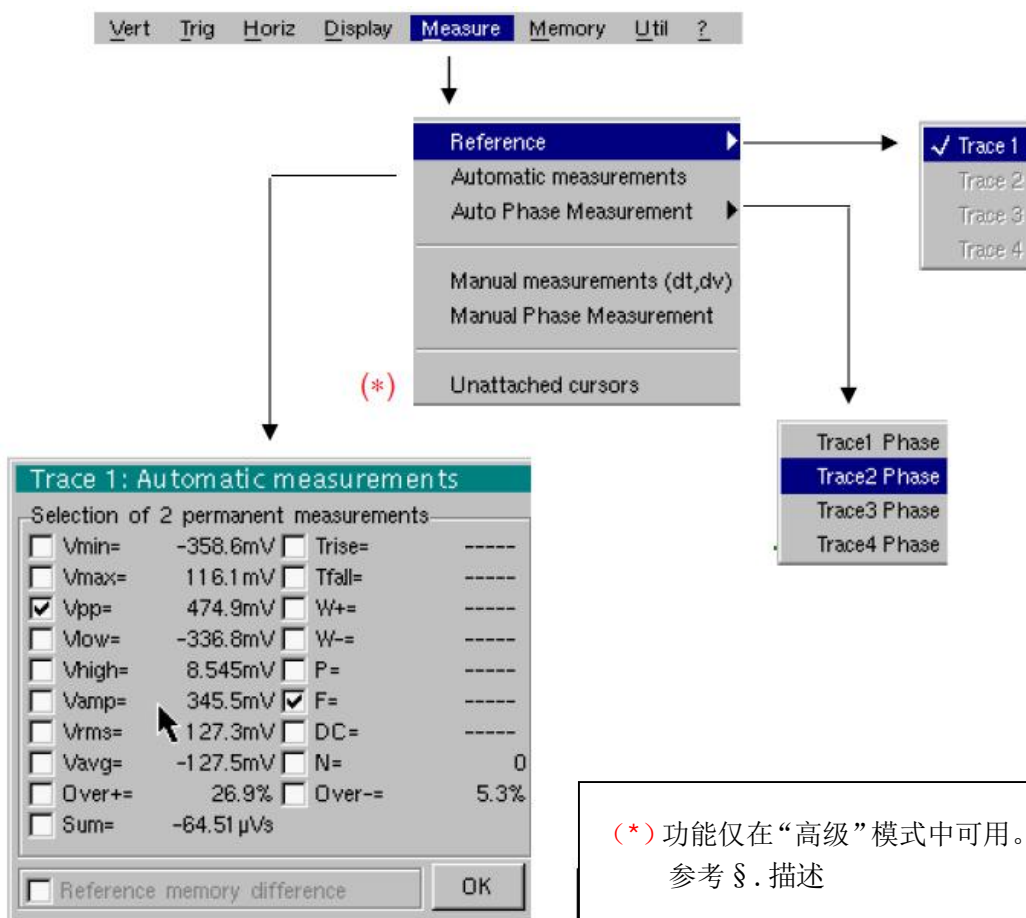 Vert Trig Horiz Display Measure Memory Util ?
Reference
Automatic measurements
Auto Phase Measurement
Manual measurements (dt,dv)
Manual Phase Measurement
(*) Unattached cursors
✓ Trace 1
Trace 2
Trace 3
Trace 4
Trace1 Phase
Trace2 Phase
Trace3 Phase
Trace4 Phase
Trace 1: Automatic measurements
Selection of 2 permanent measurements
Vmin= -358.6mV Trise= -----
Vmax= 116.1mV Tfall= -----
Vpp= 474.9mV W+= -----
Vlow= -336.8mV W-= -----
Vhigh= 8.545mV P= -----
Vamp= 345.5mV F= -----
Vrms= 127.3mV DC= -----
Vavg= -127.5mV N= 0
Over+= 26.9% Over-= 5.3%
Sum= -64.51µVs
Reference memory difference OK
(*)功能仅在“高级”模式中可用。
参考§.描述